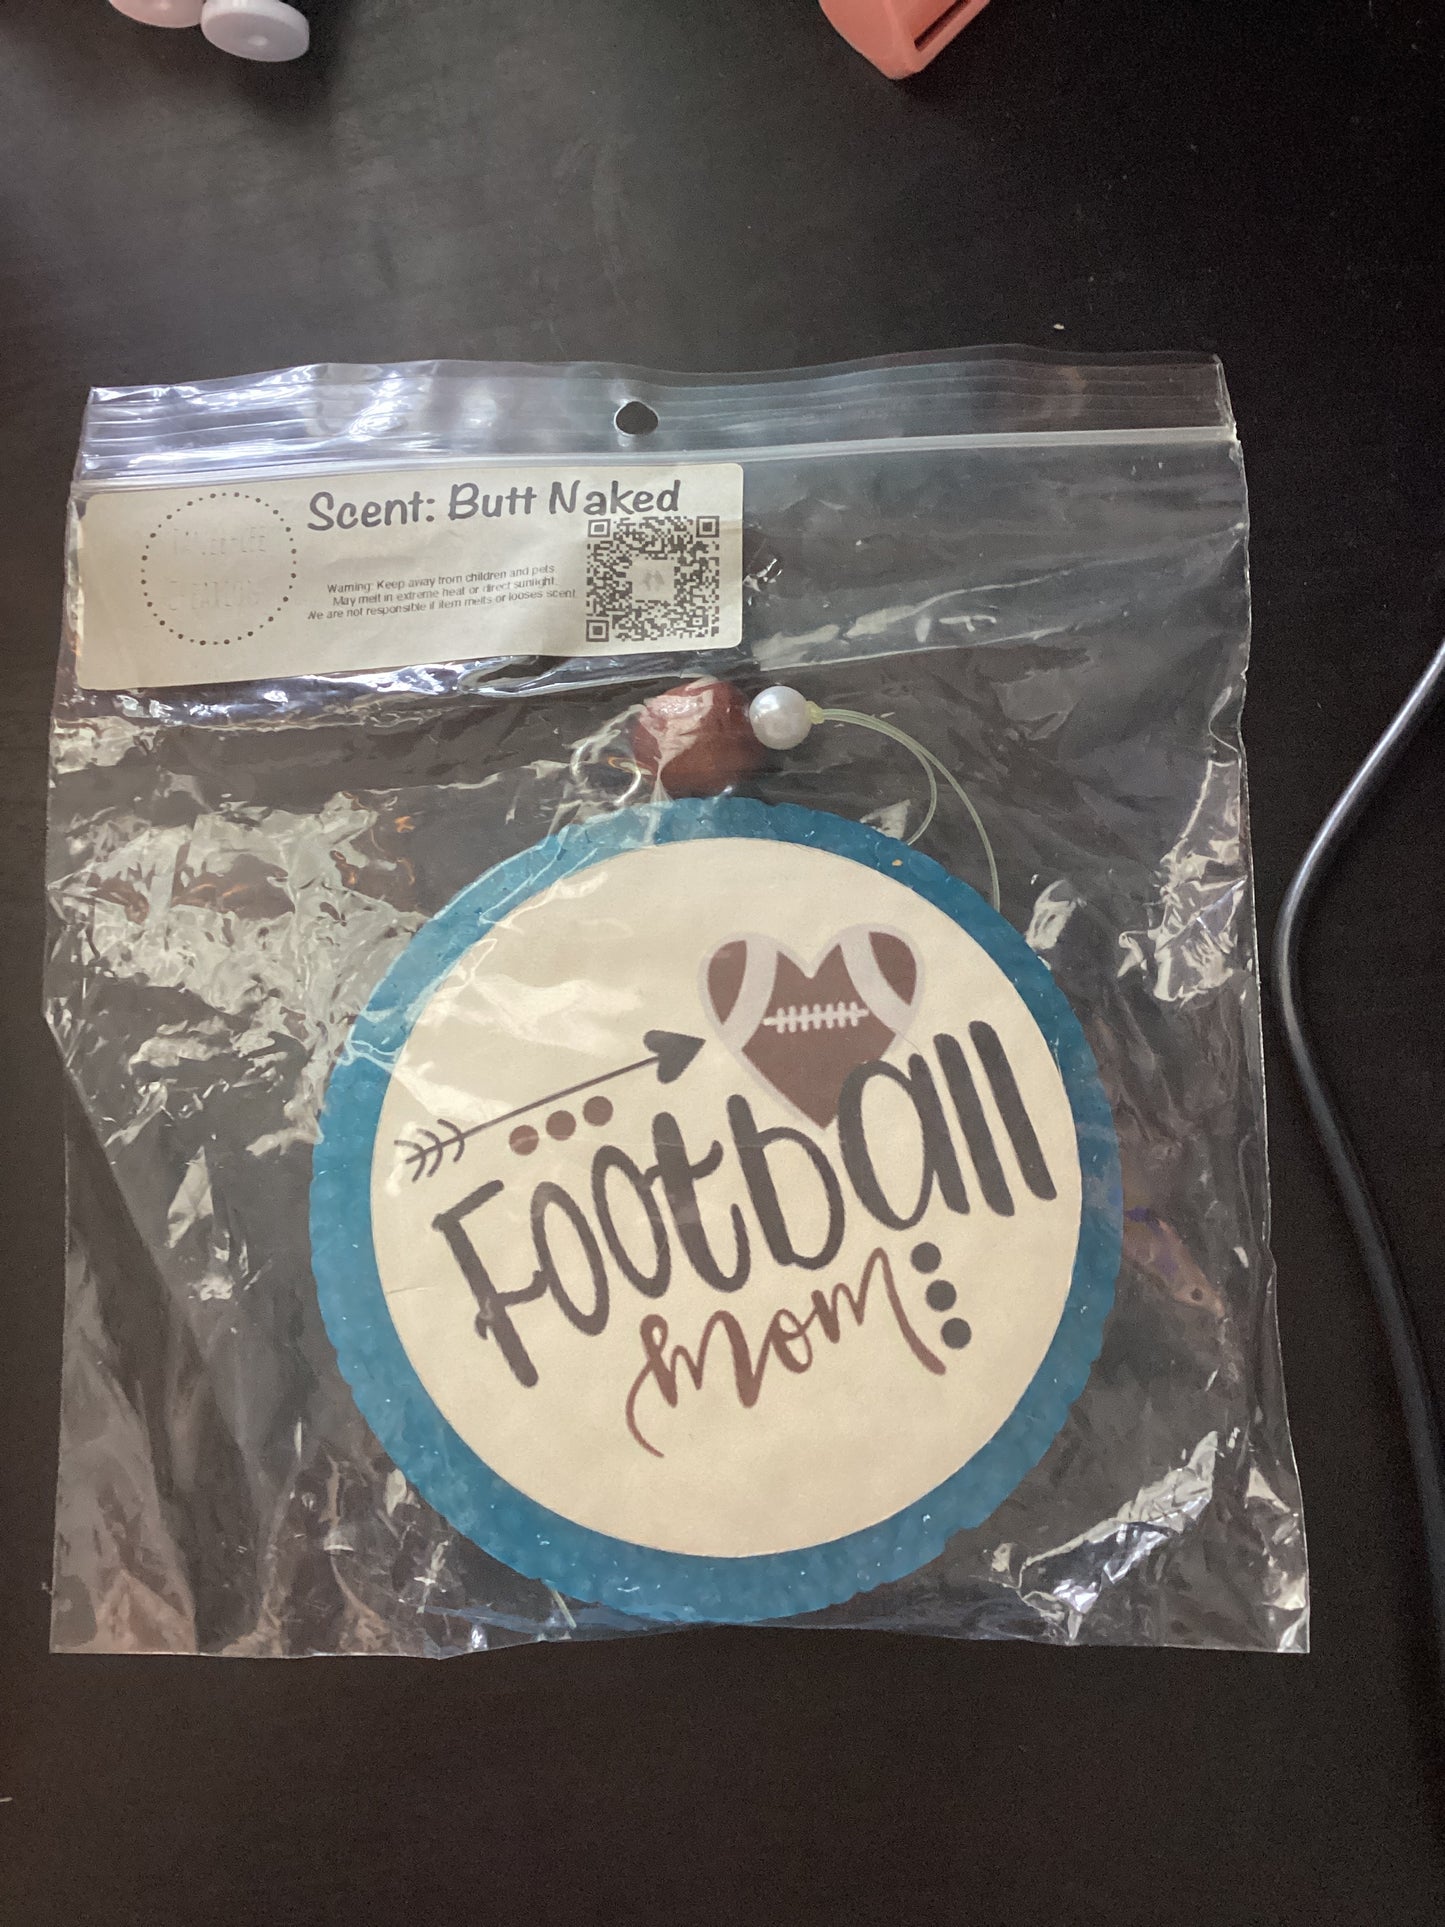 Scent: Butt Naked
Warning: Keep away from children and pets.
May melt in extreme heat or direct sunlight.
We are not responsible if item melts or looses scent.
Football
mom